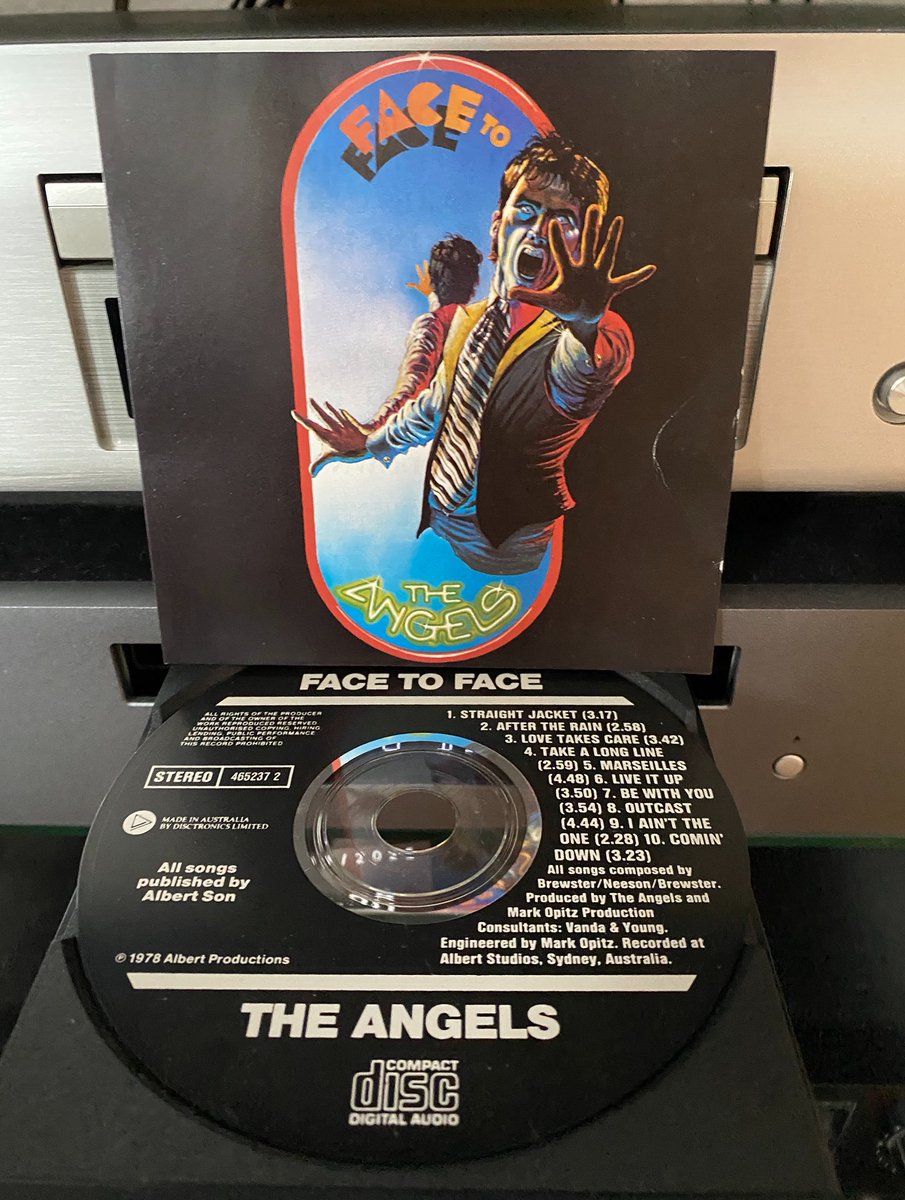 FACE TO
FACE
THE
ANGELS
FACE TO FACE
ALL RIGHTS OF THE PRODUCER
AND OF THE OWNER OF THE
WORK REPRODUCED RESERVED
UNAUTHORISED COPYING, HIRING,
LENDING, PUBLIC PERFORMANCE
AND BROADCASTING OF
THIS RECORD PROHIBITED
STEREO 465237 2
MADE IN AUSTRALIA
BY DISCTRONICS LIMITED
All songs
published by
Albert Son
℗ 1978 Albert Productions
1. STRAIGHT JACKET (3.17)
2. AFTER THE RAIN (2.58)
3. LOVE TAKES CARE (3.42)
4. TAKE A LONG LINE
(2.59) 5. MARSEILLES
(4.48) 6. LIVE IT UP
(3.50) 7. BE WITH YOU
(3.54) 8. OUTCAST
(4.44) 9. I AIN'T THE
ONE (2.28) 10. COMIN'
DOWN (3.23)
All songs composed by
Brewster/Neeson/Brewster.
Produced by The Angels and
Mark Opitz Production
Consultants: Vanda & Young.
Engineered by Mark Opitz. Recorded at
Albert Studios, Sydney, Australia.
THE ANGELS
COMPACT
disc
DIGITAL AUDIO